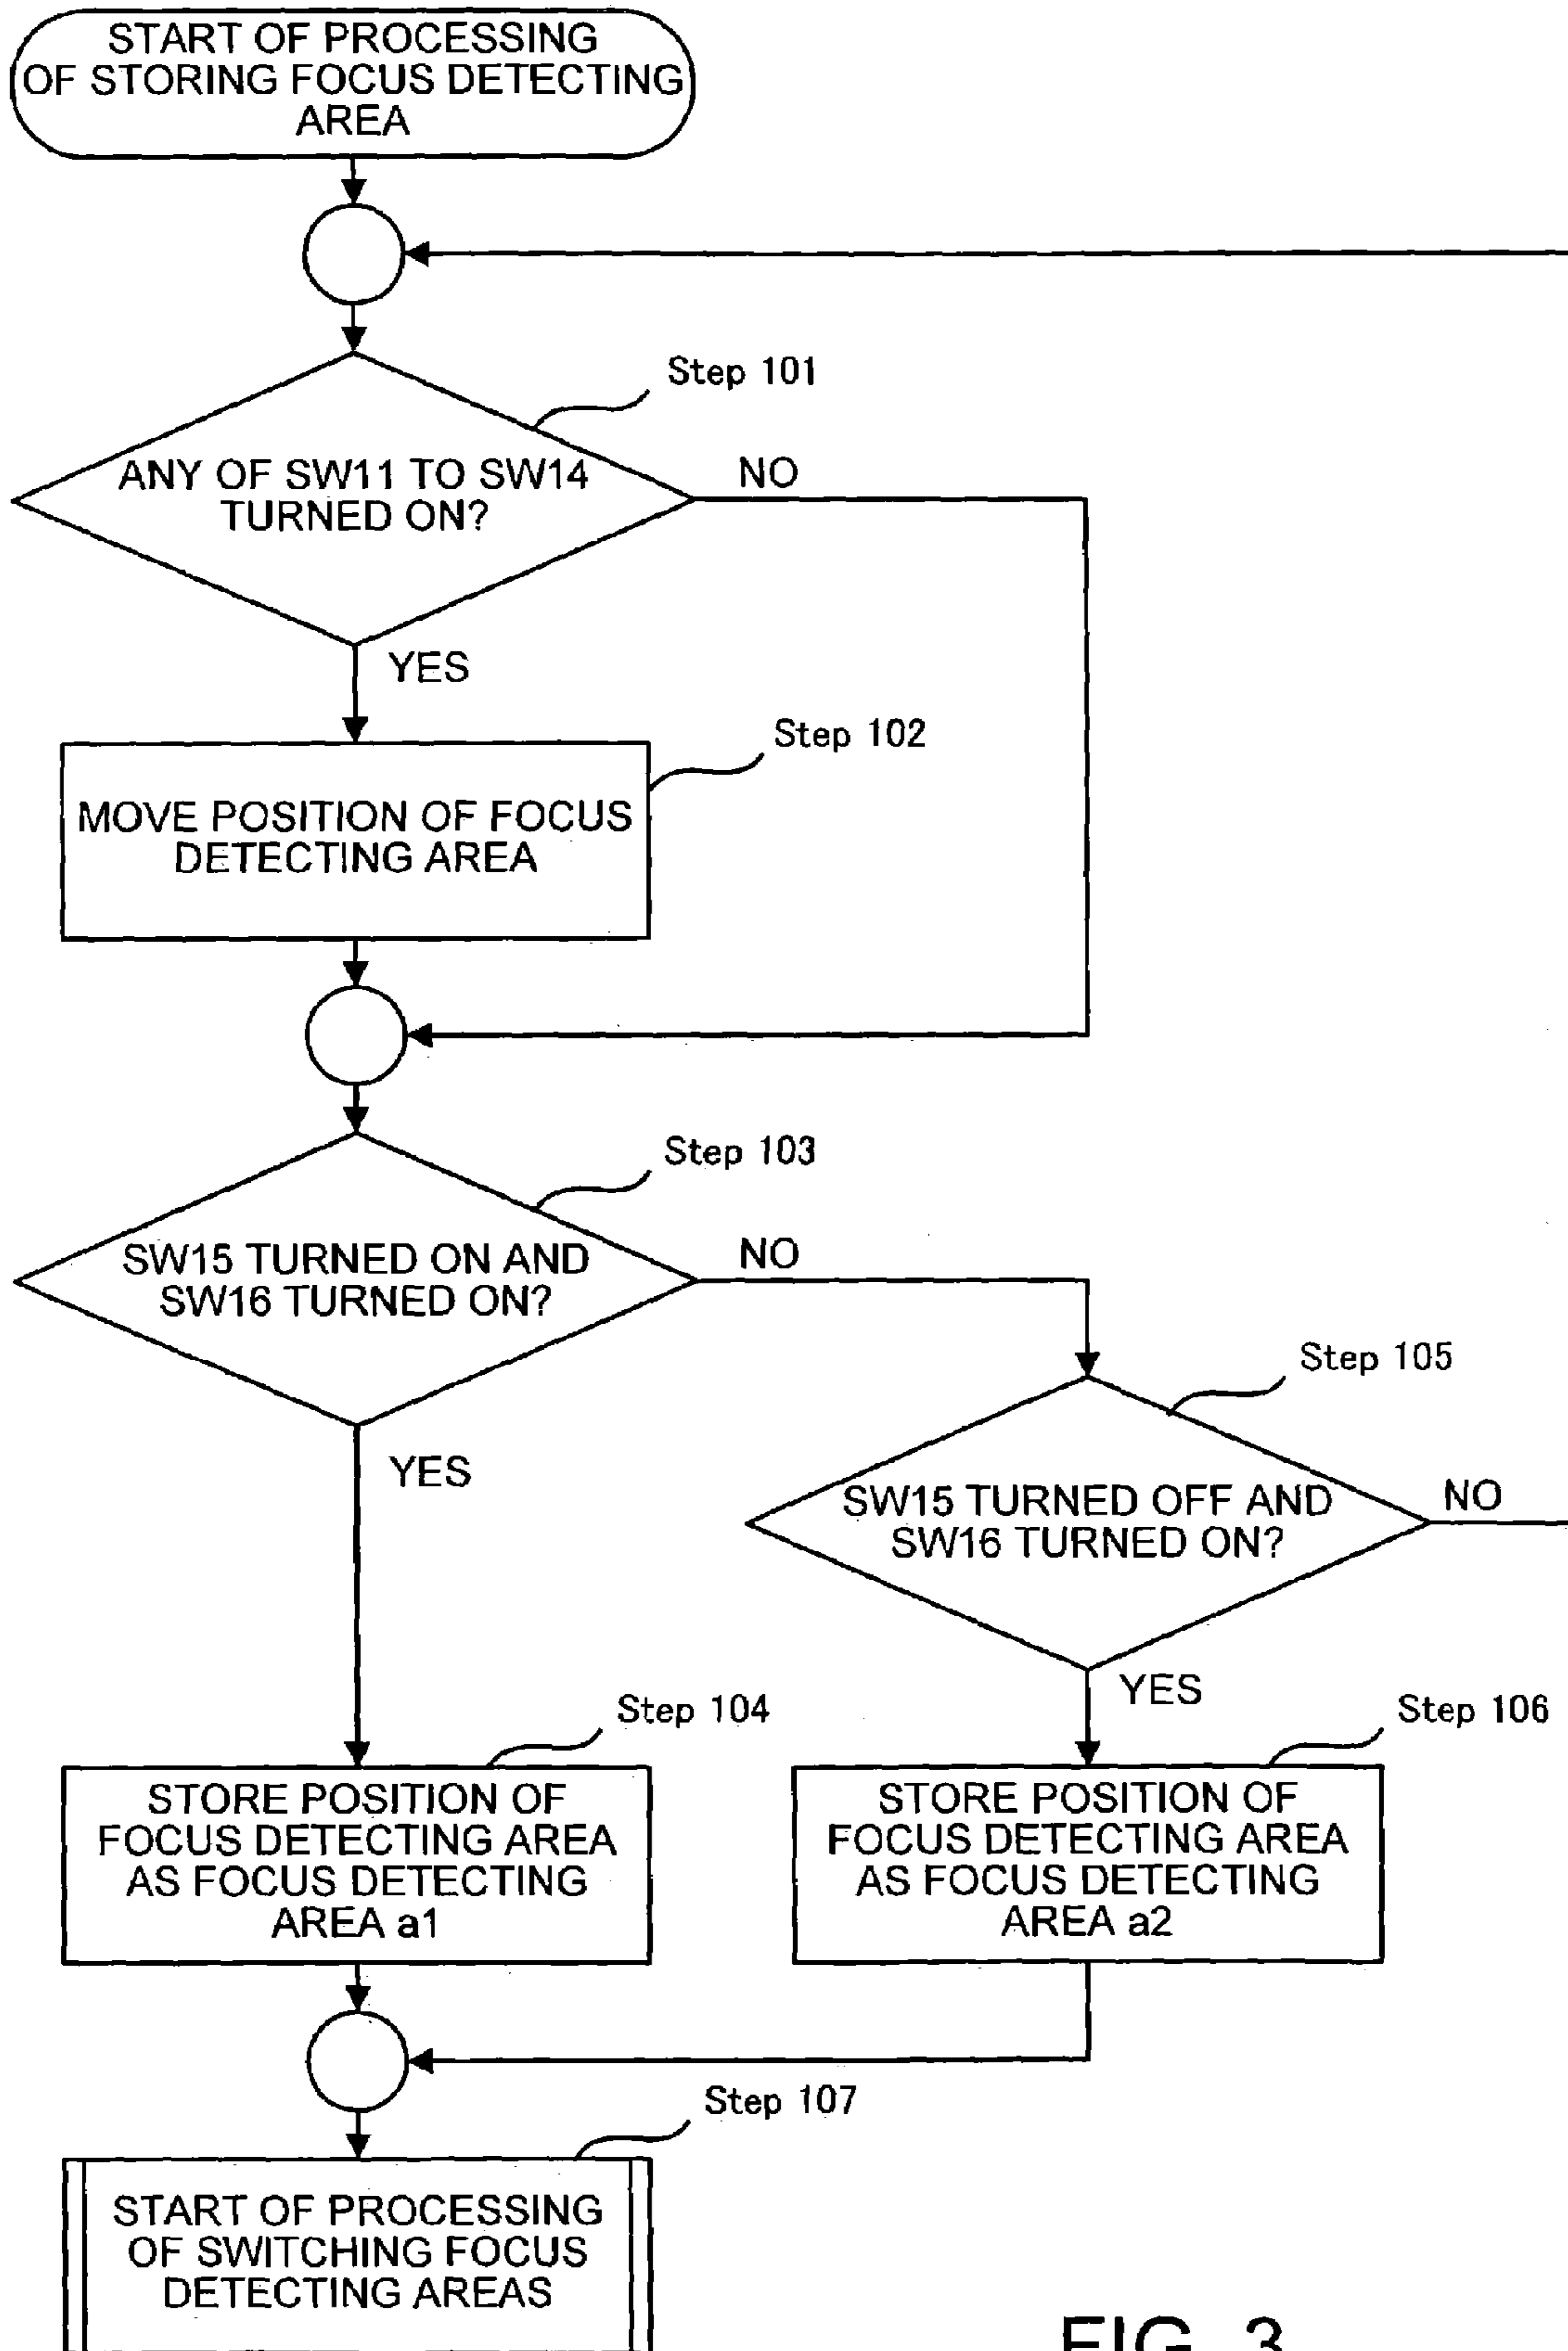 START OF PROCESSING
OF STORING FOCUS DETECTING
AREA
Step 101
ANY OF SW11 TO SW14
TURNED ON?
NO
YES
Step 102
MOVE POSITION OF FOCUS
DETECTING AREA
Step 103
SW15 TURNED ON AND
SW16 TURNED ON?
NO
YES
Step 105
SW15 TURNED OFF AND
SW16 TURNED ON?
NO
YES
Step 104
STORE POSITION OF
FOCUS DETECTING AREA
AS FOCUS DETECTING
AREA a1
Step 106
STORE POSITION OF
FOCUS DETECTING AREA
AS FOCUS DETECTING
AREA a2
Step 107
START OF PROCESSING
OF SWITCHING FOCUS
DETECTING AREAS
FIG. 3